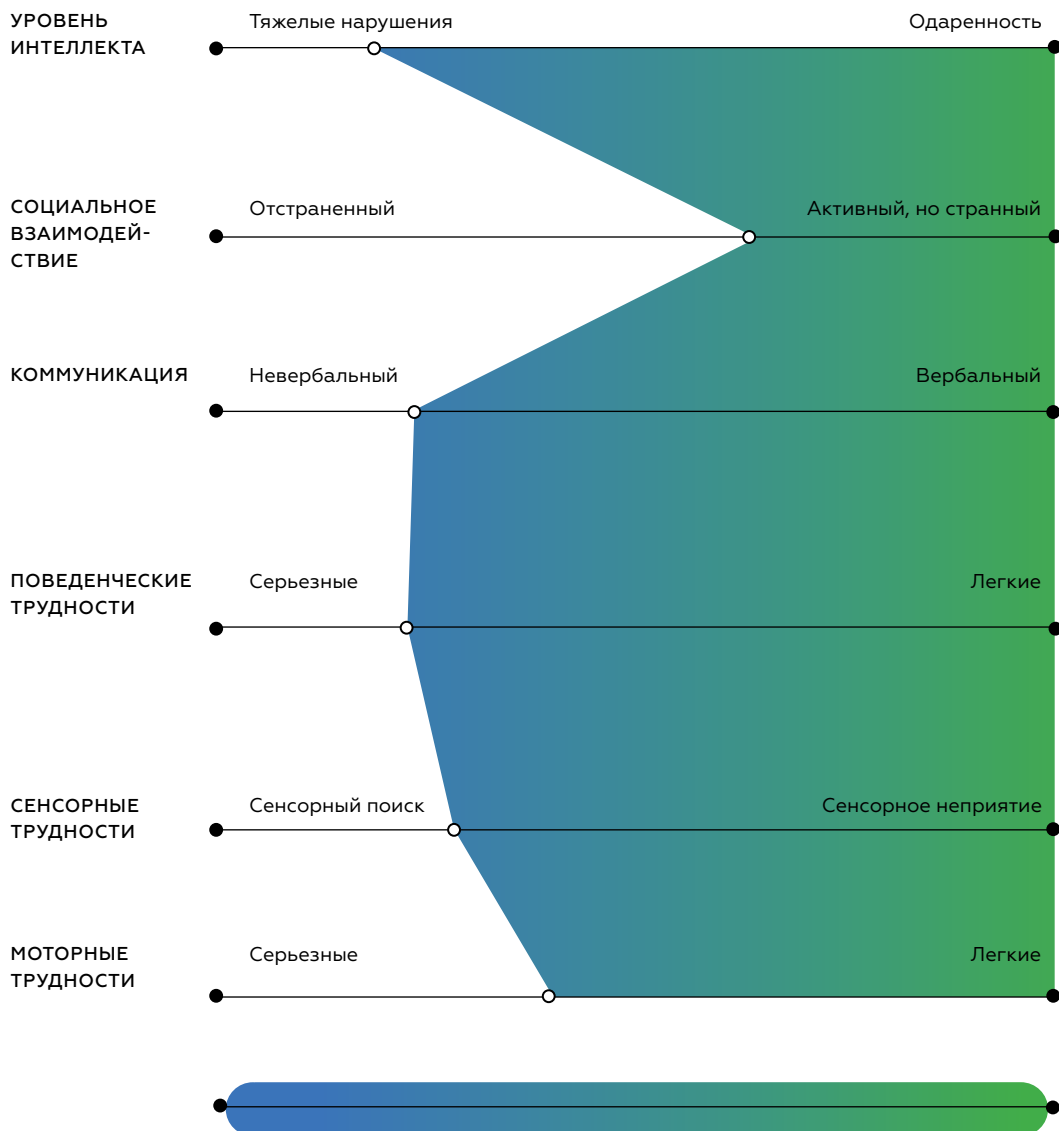 УРОВЕНЬ
ИНТЕЛЛЕКТА
Тяжелые нарушения
Одаренность
СОЦИАЛЬНОЕ
ВЗАИМОДЕЙ-
СТВИЕ
Отстраненный
Активный, но странный
КОММУНИКАЦИЯ
Невербальный
Вербальный
ПОВЕДЕНЧЕСКИЕ
ТРУДНОСТИ
Серьезные
Легкие
СЕНСОРНЫЕ
ТРУДНОСТИ
Сенсорный поиск
Сенсорное неприятие
МОТОРНЫЕ
ТРУДНОСТИ
Серьезные
Легкие